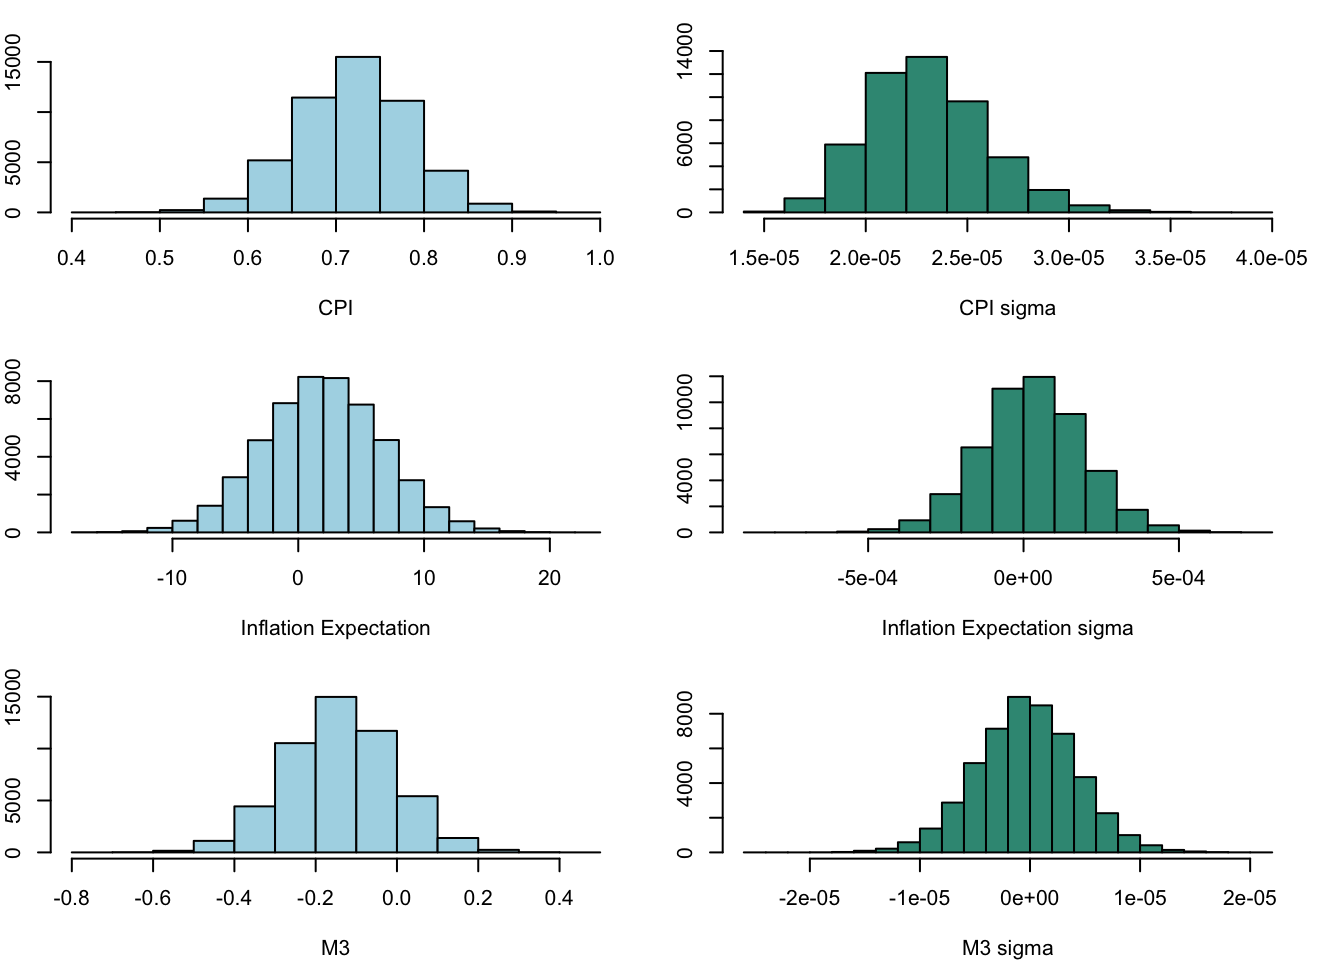 15000
5000
0
0.4 0.5 0.6 0.7 0.8 0.9 1.0
CPI
14000
6000
0
1.5e-05 2.0e-05 2.5e-05 3.0e-05 3.5e-05 4.0e-05
CPI sigma
8000
4000
0
-10 0 10 20
Inflation Expectation
10000
4000
0
-5e-04 0e+00 5e-04
Inflation Expectation sigma
15000
5000
0
-0.8 -0.6 -0.4 -0.2 0.0 0.2 0.4
M3
8000
4000
0
-2e-05 -1e-05 0e+00 1e-05 2e-05
M3 sigma